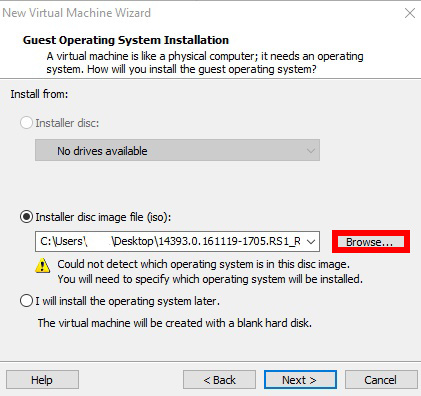 New Virtual Machine Wizard
Guest Operating System Installation
A virtual machine is like a physical computer; it needs an operating
system. How will you install the guest operating system?
Install from:
Installer disc:
No drives available
Installer disc image file (iso):
C:\Users\ \Desktop\14393.0.161119-1705.RS1_R
Browse...
Could not detect which operating system is in this disc image.
You will need to specify which operating system will be installed.
I will install the operating system later.
The virtual machine will be created with a blank hard disk.
Help
< Back
Next >
Cancel